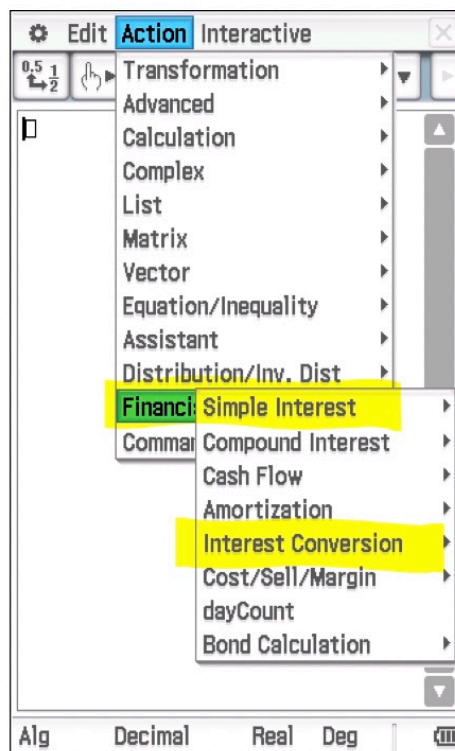 Edit Action Interactive
0.5 1 2
Transformation
Advanced
Calculation
Complex
List
Matrix
Vector
Equation/Inequality
Assistant
Distribution/Inv. Dist
Financi Simple Interest
Comman Compound Interest
Cash Flow
Amortization
Interest Conversion
Cost/Sell/Margin
dayCount
Bond Calculation
Alg Decimal Real Deg